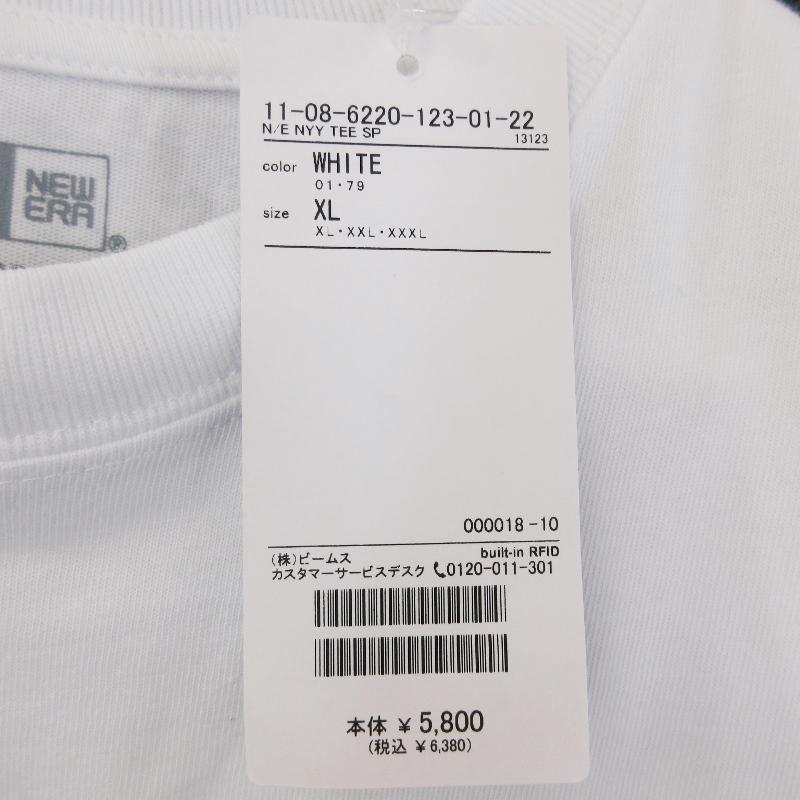 11-08-6220-123-01-22
N/E NYY TEE SP
13123
color WHITE
01・79
size XL
XL・XXL・XXXL
NEW
ERA
®
000018-10
(株)ビームス built-in RFID
カスタマーサービスデスク 0120-011-301
本体 ¥5,800
(税込 ¥6,380)